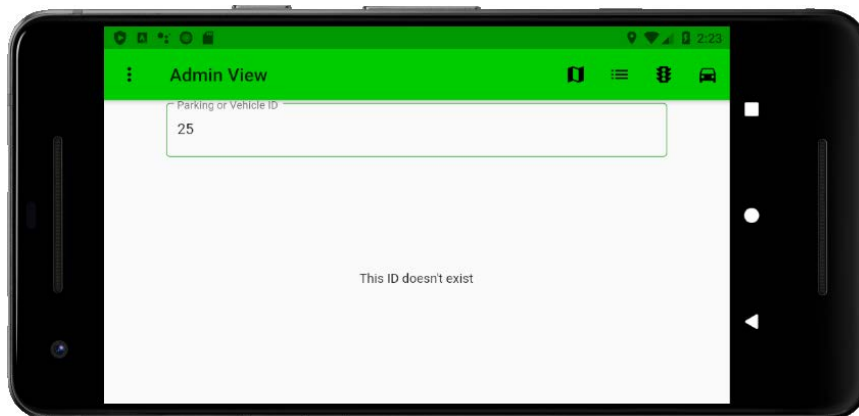 2:23
Admin View
Parking or Vehicle ID
25
This ID doesn't exist